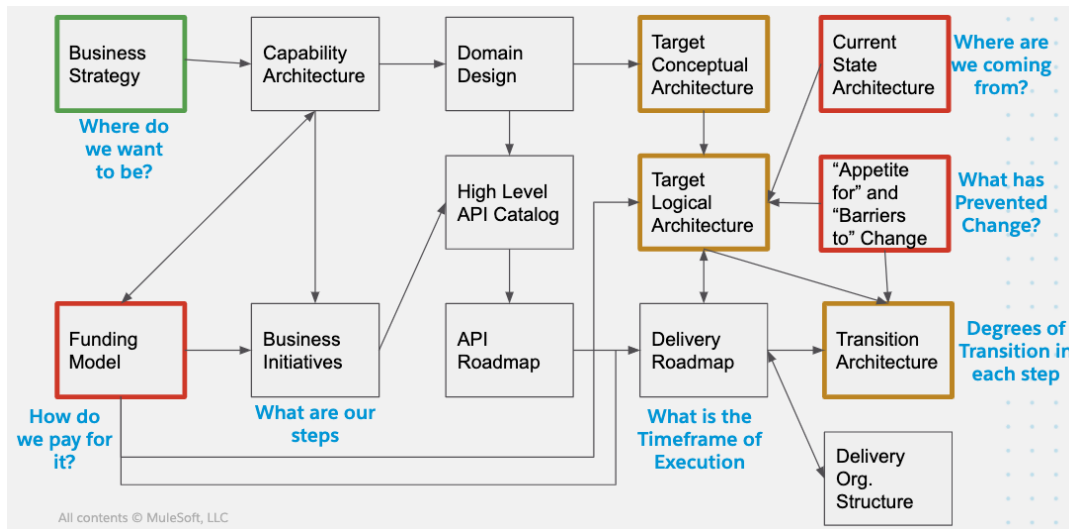 Business
Strategy
Capability
Architecture
Domain
Design
Target
Conceptual
Architecture
Current
State
Architecture
Where are
we coming
from?
Where do
we want
to be?
High Level
API Catalog
Target
Logical
Architecture
“Appetite
for” and
“Barriers
to” Change
What has
Prevented
Change?
Funding
Model
Business
Initiatives
API
Roadmap
Delivery
Roadmap
Transition
Architecture
Degrees of
Transition in
each step
How do
we pay for
it?
What are our
steps
What is the
Timeframe of
Execution
Delivery
Org.
Structure
All contents © MuleSoft, LLC